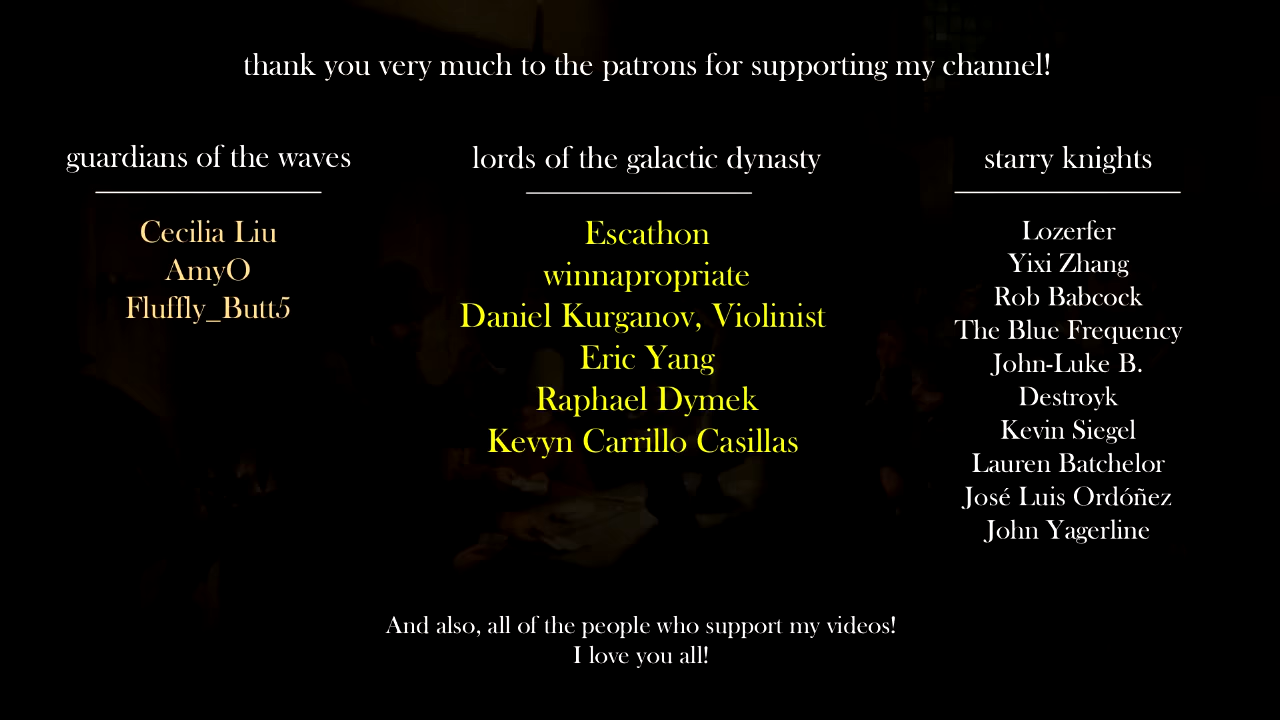 thank you very much to the patrons for supporting my channel!
guardians of the waves
Cecilia Liu
AmyO
Fluffly_Butt5
lords of the galactic dynasty
Escathon
winnapropriate
Daniel Kurganov, Violinist
Eric Yang
Raphael Dymek
Kevyn Carrillo Casillas
starry knights
Lozerfer
Yixi Zhang
Rob Babcock
The Blue Frequency
John-Luke B.
Destroyk
Kevin Siegel
Lauren Batchelor
José Luis Ordóñez
John Yagerline
And also, all of the people who support my videos!
I love you all!